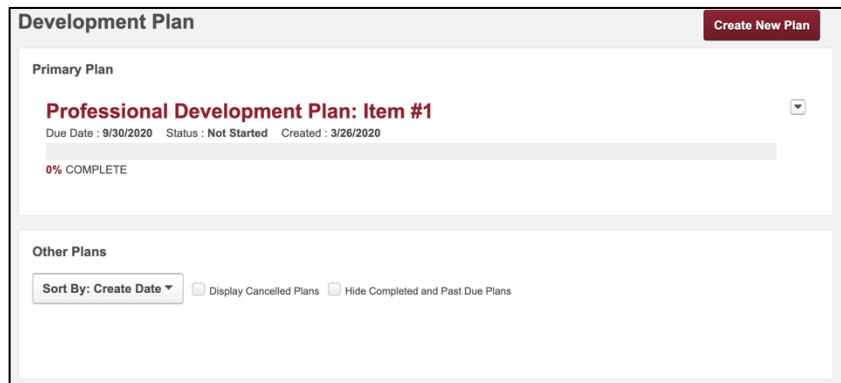 Development Plan
Create New Plan
Primary Plan
Professional Development Plan: Item #1
Due Date : 9/30/2020 Status : Not Started Created : 3/26/2020
0% COMPLETE
Other Plans
Sort By: Create Date
Display Cancelled Plans Hide Completed and Past Due Plans